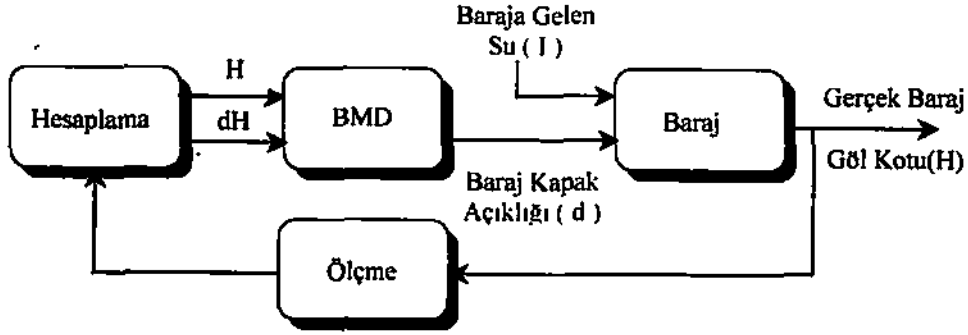 Baraja Gelen
Su ( I )
H
Hesaplama
dH
BMD
Baraj
Gerçek Baraj
Göl Kotu(H)
Baraj Kapak
Açıklığı ( d )
Ölçme